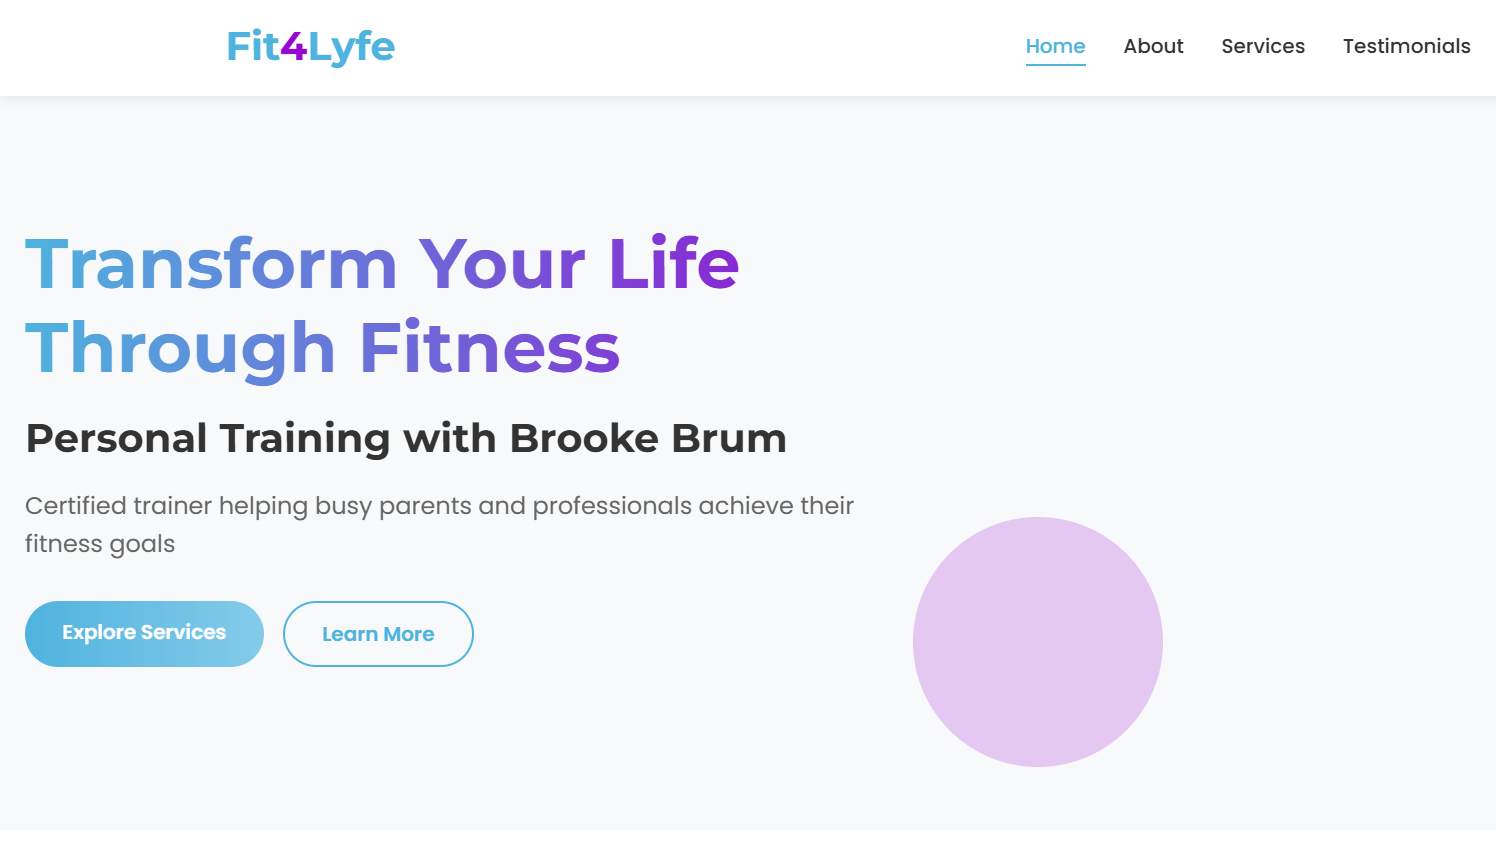 Fit4Lyfe
Home About Services Testimonials
Transform Your Life
Through Fitness
Personal Training with Brooke Brum
Certified trainer helping busy parents and professionals achieve their
fitness goals
Explore Services Learn More